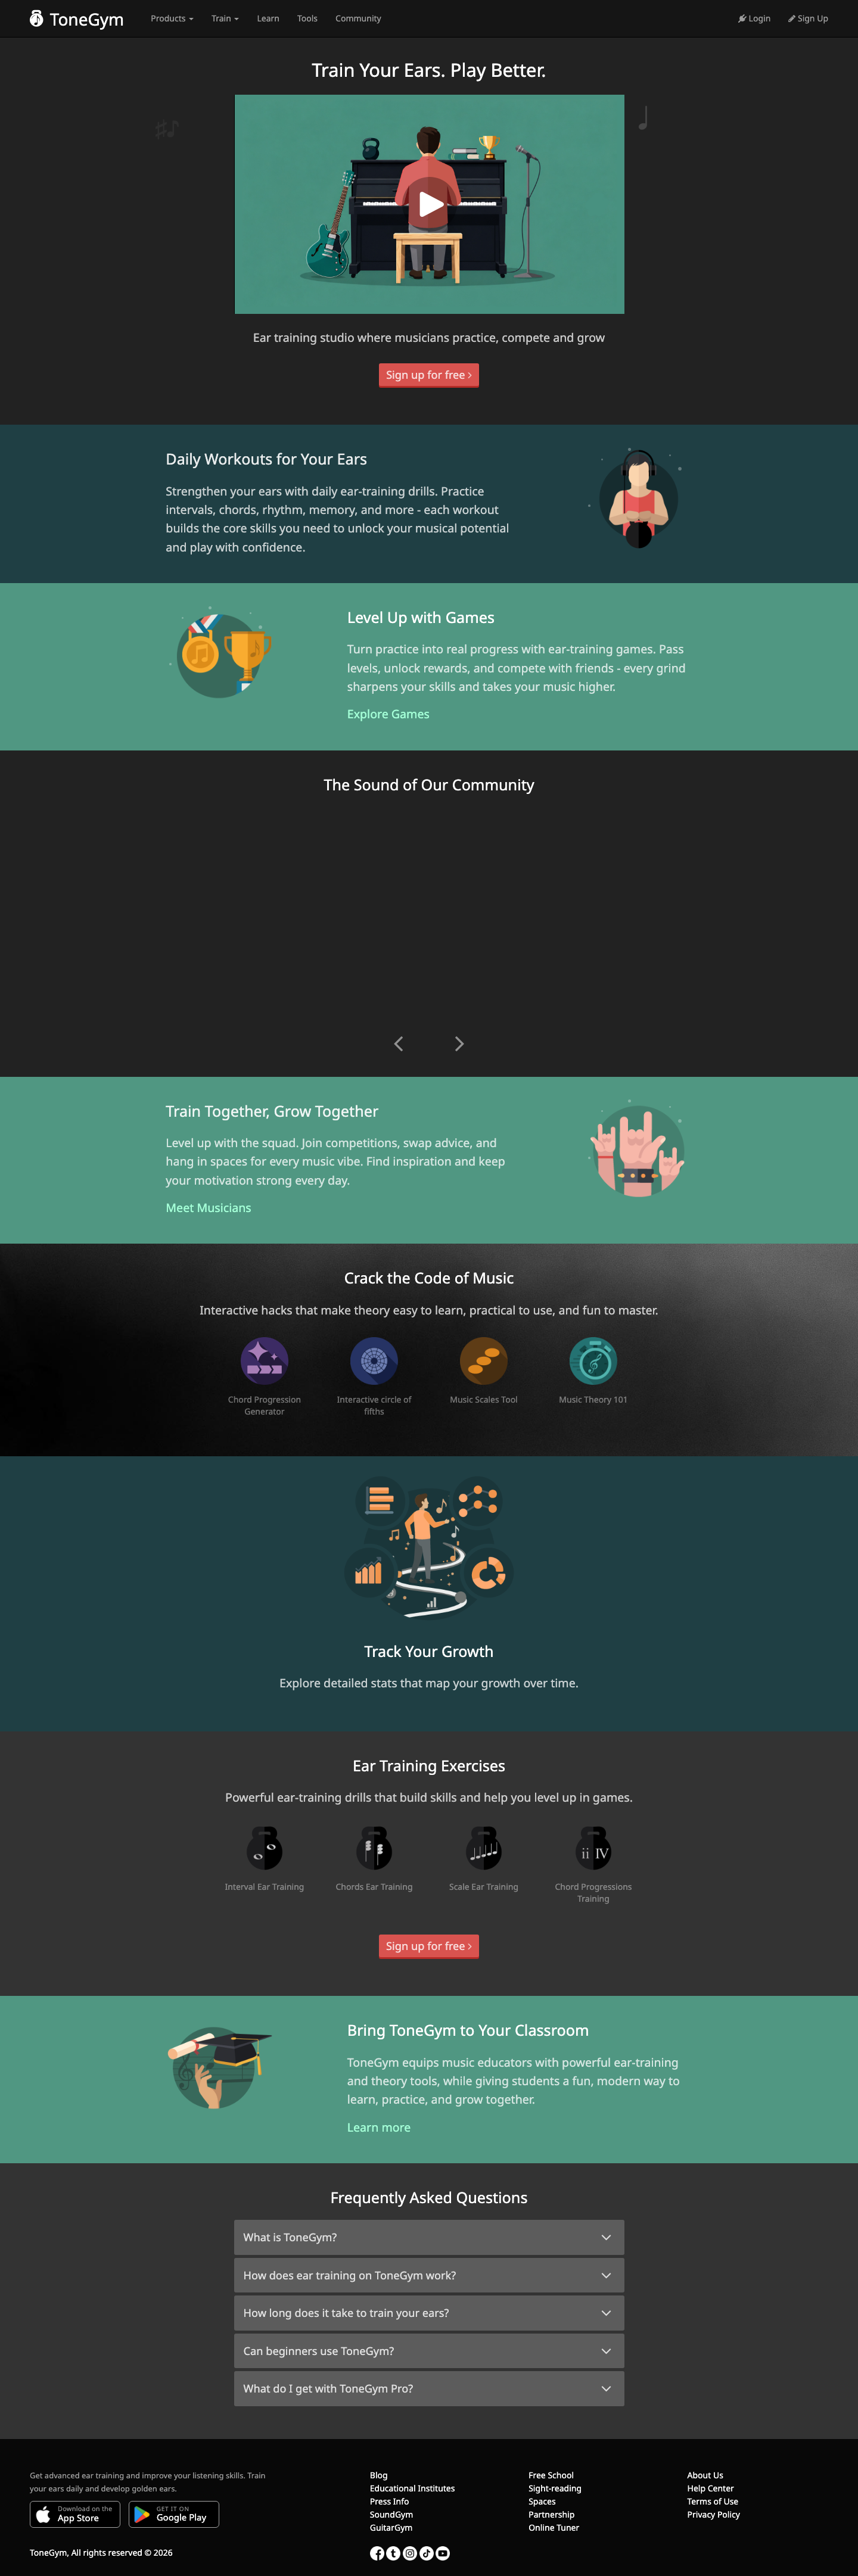 ToneGym
Products
Train
Learn
Tools
Community
Login
Sign Up
Train Your Ears. Play Better.
Ear training studio where musicians practice, compete and grow
Sign up for free
Daily Workouts for Your Ears
Strengthen your ears with daily ear-training drills. Practice
intervals, chords, rhythm, memory, and more - each workout
builds the core skills you need to unlock your musical potential
and play with confidence.
Level Up with Games
Turn practice into real progress with ear-training games. Pass
levels, unlock rewards, and compete with friends - every grind
sharpens your skills and takes your music higher.
Explore Games
The Sound of Our Community
Train Together, Grow Together
Level up with the squad. Join competitions, swap advice, and
hang in spaces for every music vibe. Find inspiration and keep
your motivation strong every day.
Meet Musicians
Crack the Code of Music
Interactive hacks that make theory easy to learn, practical to use, and fun to master.
Chord Progression
Generator
Interactive circle of
fifths
Music Scales Tool
Music Theory 101
Track Your Growth
Explore detailed stats that map your growth over time.
Ear Training Exercises
Powerful ear-training drills that build skills and help you level up in games.
ii IV
Interval Ear Training
Chords Ear Training
Scale Ear Training
Chord Progressions
Training
Sign up for free
Bring ToneGym to Your Classroom
ToneGym equips music educators with powerful ear-training
and theory tools, while giving students a fun, modern way to
learn, practice, and grow together.
Learn more
Frequently Asked Questions
What is ToneGym?
How does ear training on ToneGym work?
How long does it take to train your ears?
Can beginners use ToneGym?
What do I get with ToneGym Pro?
Get advanced ear training and improve your listening skills. Train
your ears daily and develop golden ears.
Download on the
App Store
GET IT ON
Google Play
ToneGym, All rights reserved © 2026
Blog
Educational Institutes
Press Info
SoundGym
GuitarGym
Free School
Sight-reading
Spaces
Partnership
Online Tuner
About Us
Help Center
Terms of Use
Privacy Policy